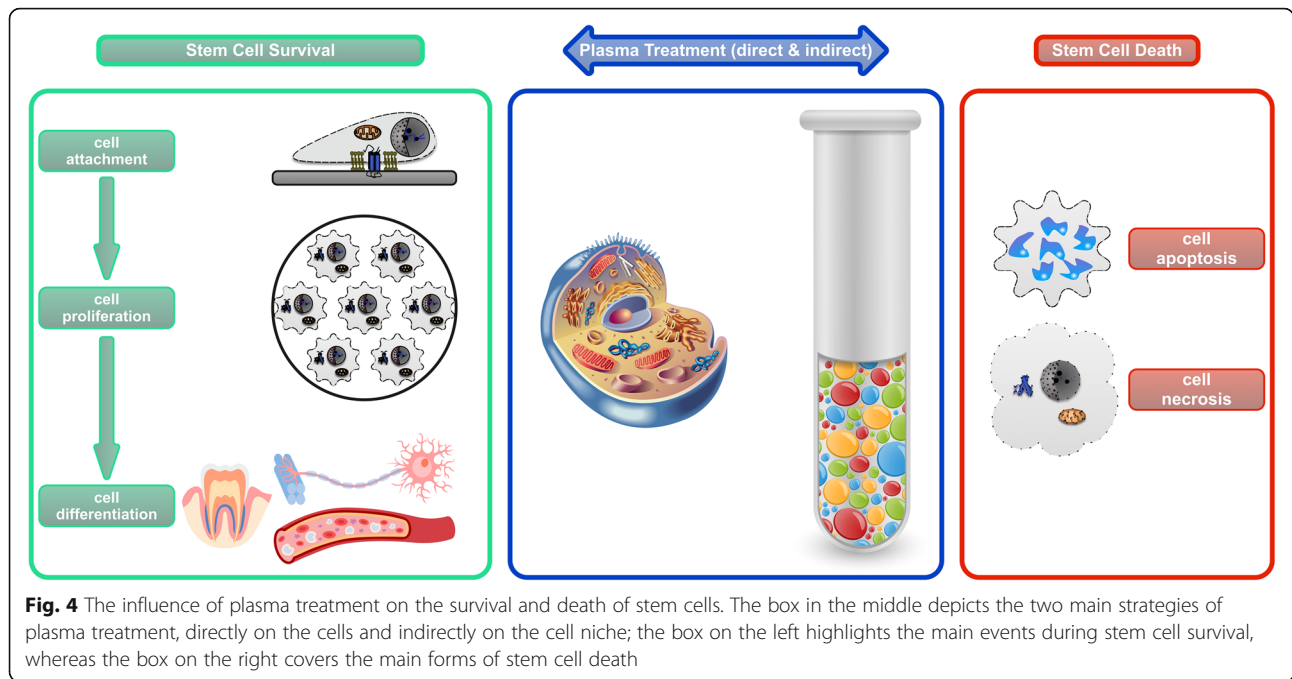 Stem Cell Survival
Plasma Treatment (direct & indirect)
Stem Cell Death
cell
attachment
cell
proliferation
cell
differentiation
cell
apoptosis
cell
necrosis
Fig. 4 The influence of plasma treatment on the survival and death of stem cells. The box in the middle depicts the two main strategies of
plasma treatment, directly on the cells and indirectly on the cell niche; the box on the left highlights the main events during stem cell survival,
whereas the box on the right covers the main forms of stem cell death